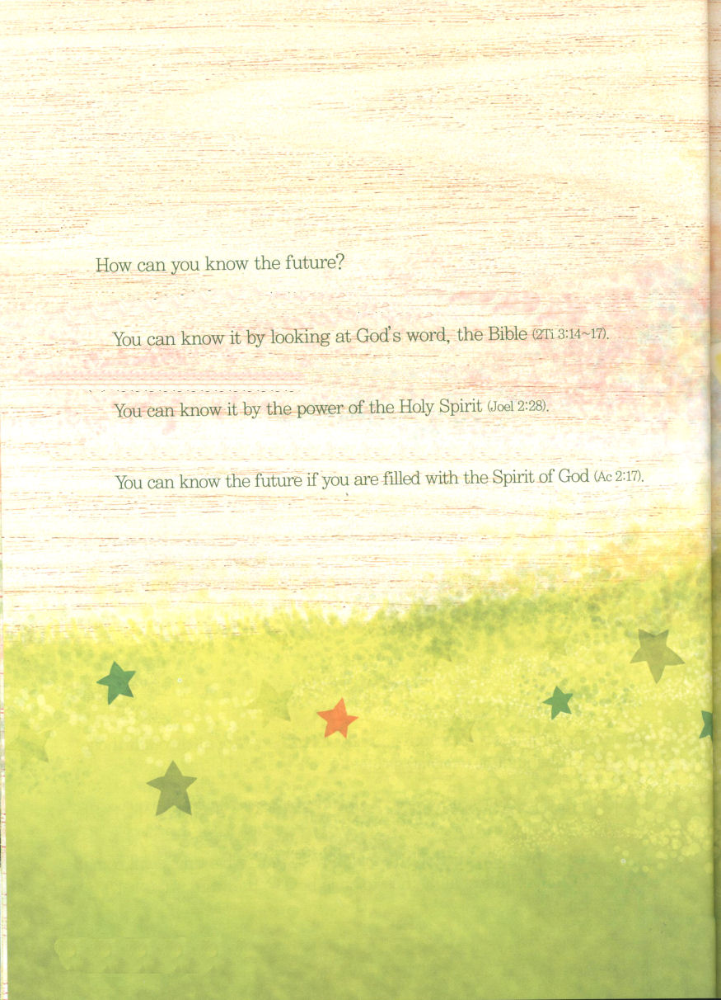 How can you know the future?
You can know it by looking at God's word, the Bible (2Ti 3:14~17).
You can know it by the power of the Holy Spirit (Joel 2:28).
You can know the future if you are filled with the Spirit of God (Ac 2:17).